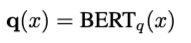 q(x) = BERT_q(x)